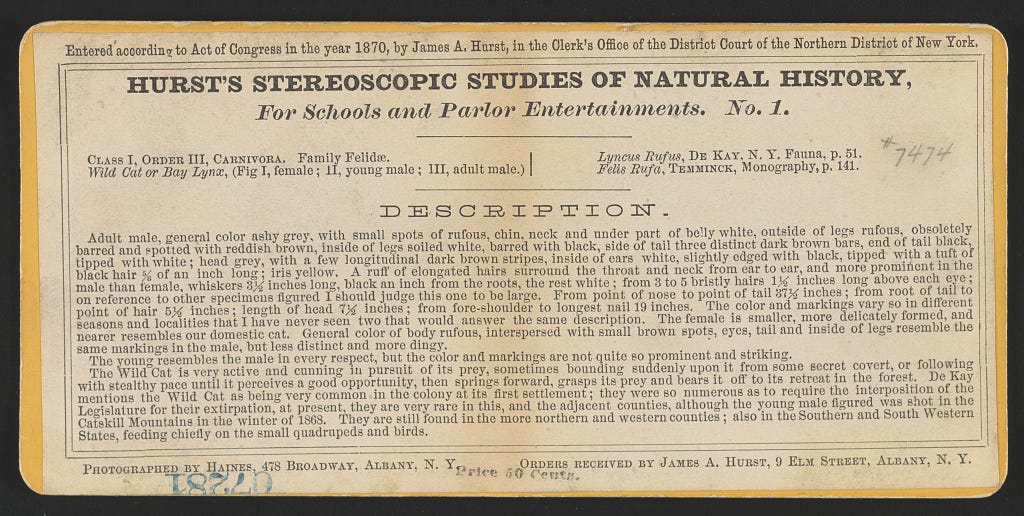 Entered according to Act of Congress in the year 1870, by James A. Hurst, in the Clerk's Office of the District Court of the Northern District of New York.
HURST'S STEREOSCOPIC STUDIES OF NATURAL HISTORY,
For Schools and Parlor Entertainments. No. 1.
CLASS I, ORDER III, CARNIVORA. Family Felidæ.
Wild Cat or Bay Lynx, (Fig I, female; II, young male; III, adult male.)
Lyncus Rufus, DE KAY. N. Y. Fauna, p. 51.
Felis Rufa, TEMMINCK, Monography, p. 141.
#7474
DESCRIPTION.
Adult male, general color ashy grey, with small spots of rufous, chin, neck and under part of belly white, outside of legs rufous, obsoletely
barred and spotted with reddish brown, inside of legs soiled white, barred with black, side of tail three distinct dark brown bars, end of tail black,
tipped with white; head grey, with a few longitudinal dark brown stripes, inside of ears white, slightly edged with black, tipped with a tuft of
black hair of an inch long; iris yellow. A ruff of elongated hairs surround the throat and neck from ear to ear, and more prominent in the
male than female, whiskers 3½ inches long, black an inch from the roots, the rest white; from 3 to 5 bristly hairs 1½ inches long above each eye;
on reference to other specimens figured I should judge this one to be large. From point of nose to point of tail 37½ inches; from root of tail to
point of hair 5½ inches; length of head 7½ inches; from fore-shoulder to longest nail 19 inches. The color and markings vary so in different
seasons and localities that I have never seen two that would answer the same description. The female is smaller, more delicately formed, and
nearer resembles our domestic cat. General color of body rufous, interspersed with small brown spots, eyes, tail and inside of legs resemble the
same markings in the male, but less distinct and more dingy.
The young resembles the male in every respect, but the color and markings are not quite so prominent and striking.
The Wild Cat is very active and cunning in pursuit of its prey, sometimes bounding suddenly upon it from some secret covert, or following
with stealthy pace until it perceives a good opportunity, then springs forward, grasps its prey and bears it off to its retreat in the forest. De Kay
mentions the Wild Cat as being very common in the colony at its first settlement; they were so numerous as to require the interposition of the
Legislature for their extirpation, at present, they are very rare in this, and the adjacent counties, although the young male figured was shot in the
Catskill Mountains in the winter of 1868. They are still found in the more northern and western counties; also in the Southern and South Western
States, feeding chiefly on the small quadrupeds and birds.
PHOTOGRAPHED BY HAINES, 478 BROADWAY, ALBANY, N. Y.
Price 50 Cents.
ORDERS RECEIVED BY JAMES A. HURST, 9 ELM STREET, ALBANY, N. Y.